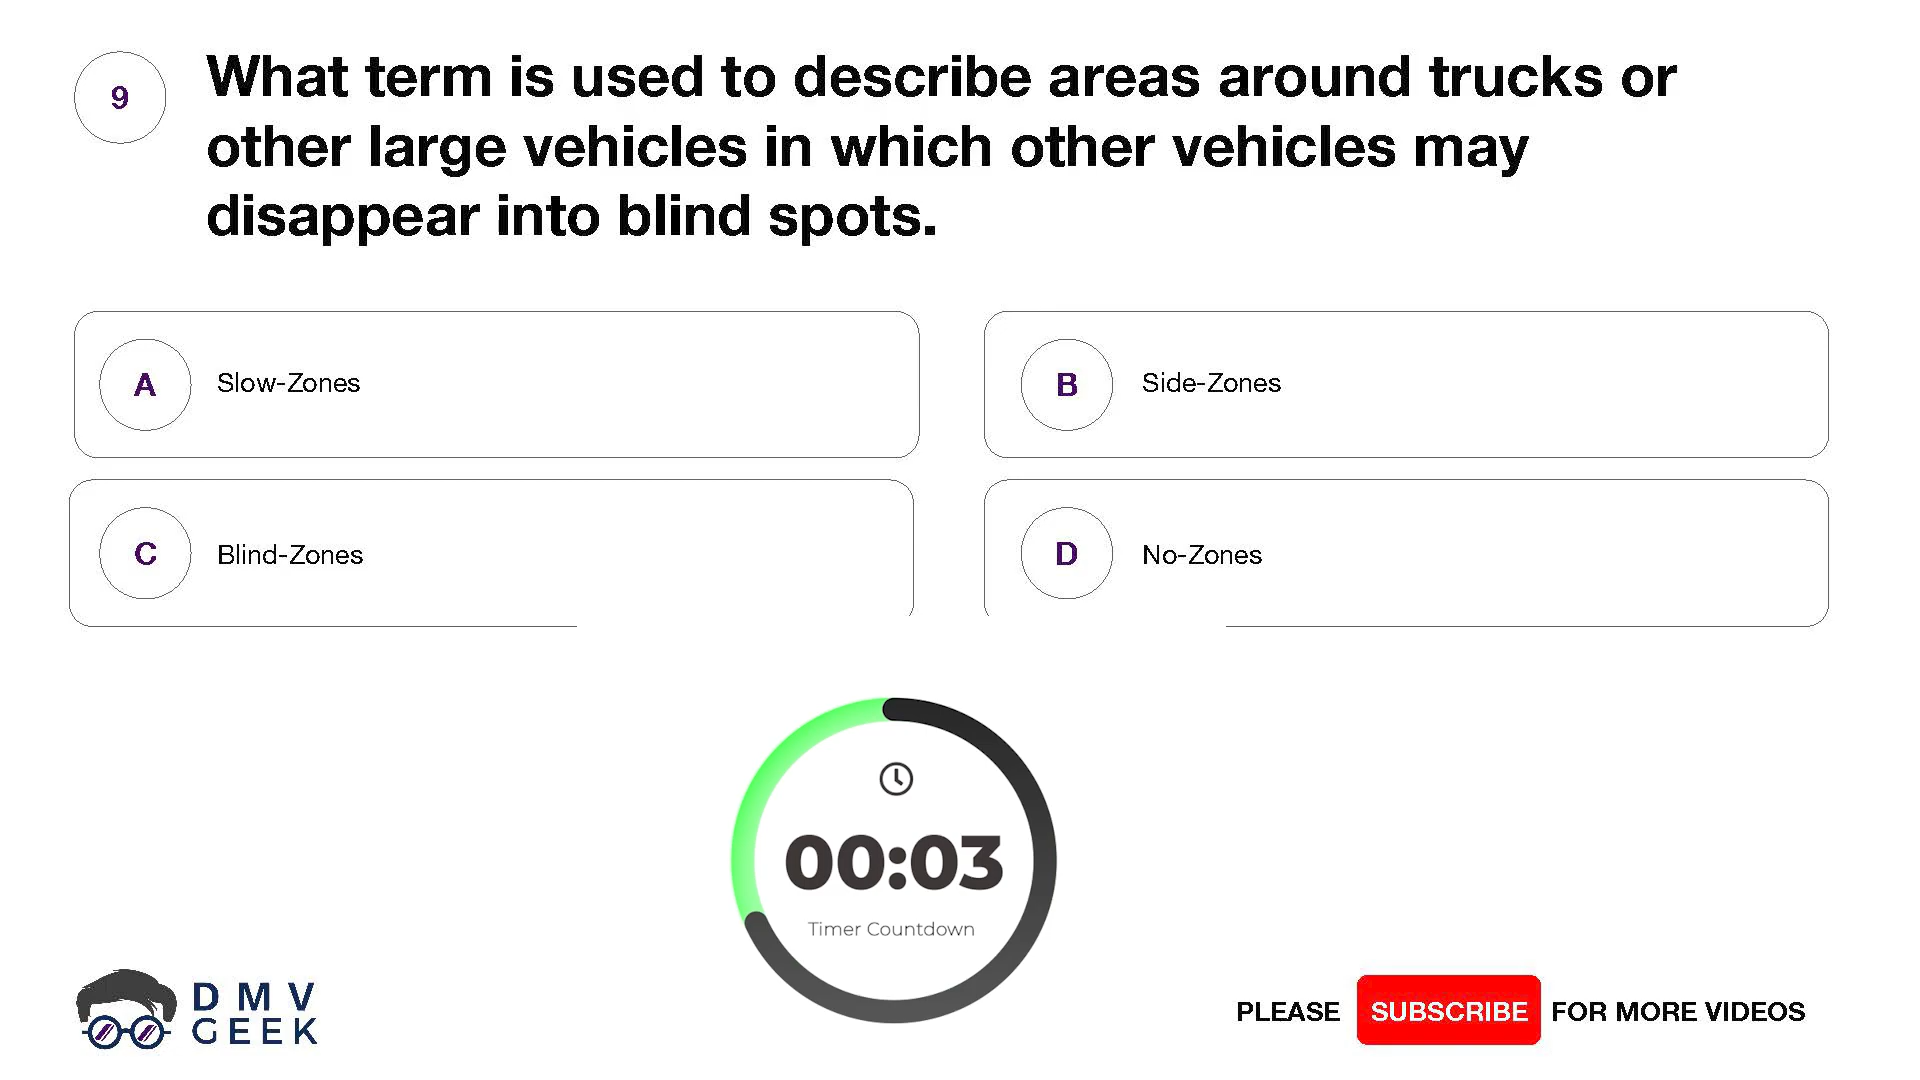 9
What term is used to describe areas around trucks or
other large vehicles in which other vehicles may
disappear into blind spots.
A
Slow-Zones
B
Side-Zones
C
Blind-Zones
D
No-Zones
00:03
Timer Countdown
DMV
GEEK
PLEASE SUBSCRIBE FOR MORE VIDEOS